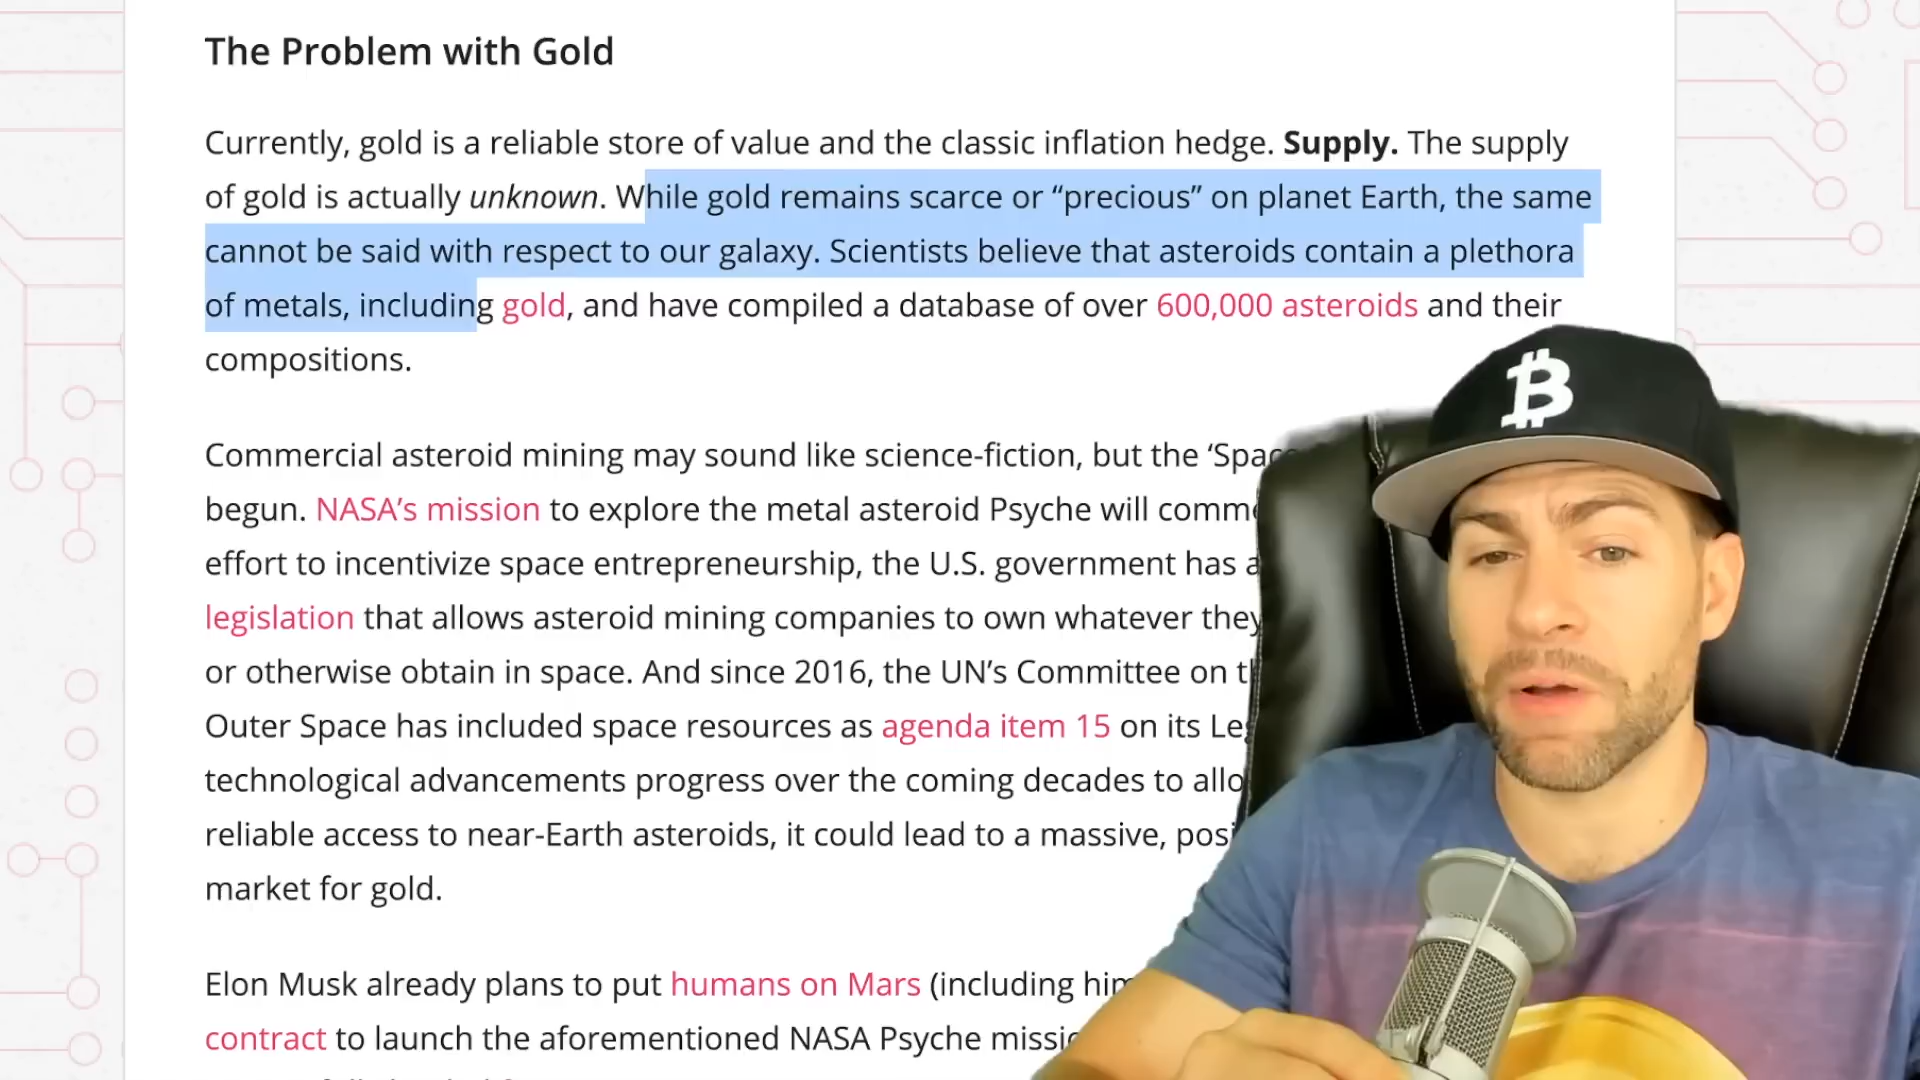 The Problem with Gold
Currently, gold is a reliable store of value and the classic inflation hedge. Supply. The supply
of gold is actually unknown. While gold remains scarce or “precious” on planet Earth, the same
cannot be said with respect to our galaxy. Scientists believe that asteroids contain a plethora
of metals, including gold, and have compiled a database of over 600,000 asteroids and their
compositions.
Commercial asteroid mining may sound like science-fiction, but the ‘Spac
begun. NASA’s mission to explore the metal asteroid Psyche will comme
effort to incentivize space entrepreneurship, the U.S. government has a
legislation that allows asteroid mining companies to own whatever they
or otherwise obtain in space. And since 2016, the UN’s Committee on t
Outer Space has included space resources as agenda item 15 on its Leg
technological advancements progress over the coming decades to allo
reliable access to near-Earth asteroids, it could lead to a massive, posi
market for gold.
Elon Musk already plans to put humans on Mars (including him
contract to launch the aforementioned NASA Psyche missio